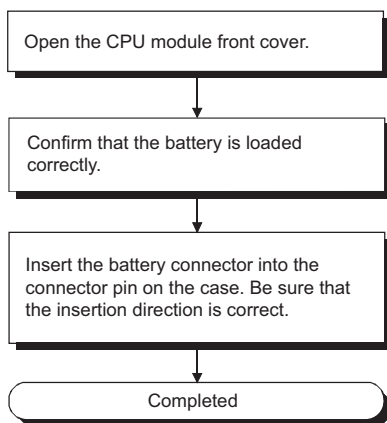 Open the CPU module front cover.
Confirm that the battery is loaded
correctly.
Insert the battery connector into the
connector pin on the case. Be sure that
the insertion direction is correct.
Completed